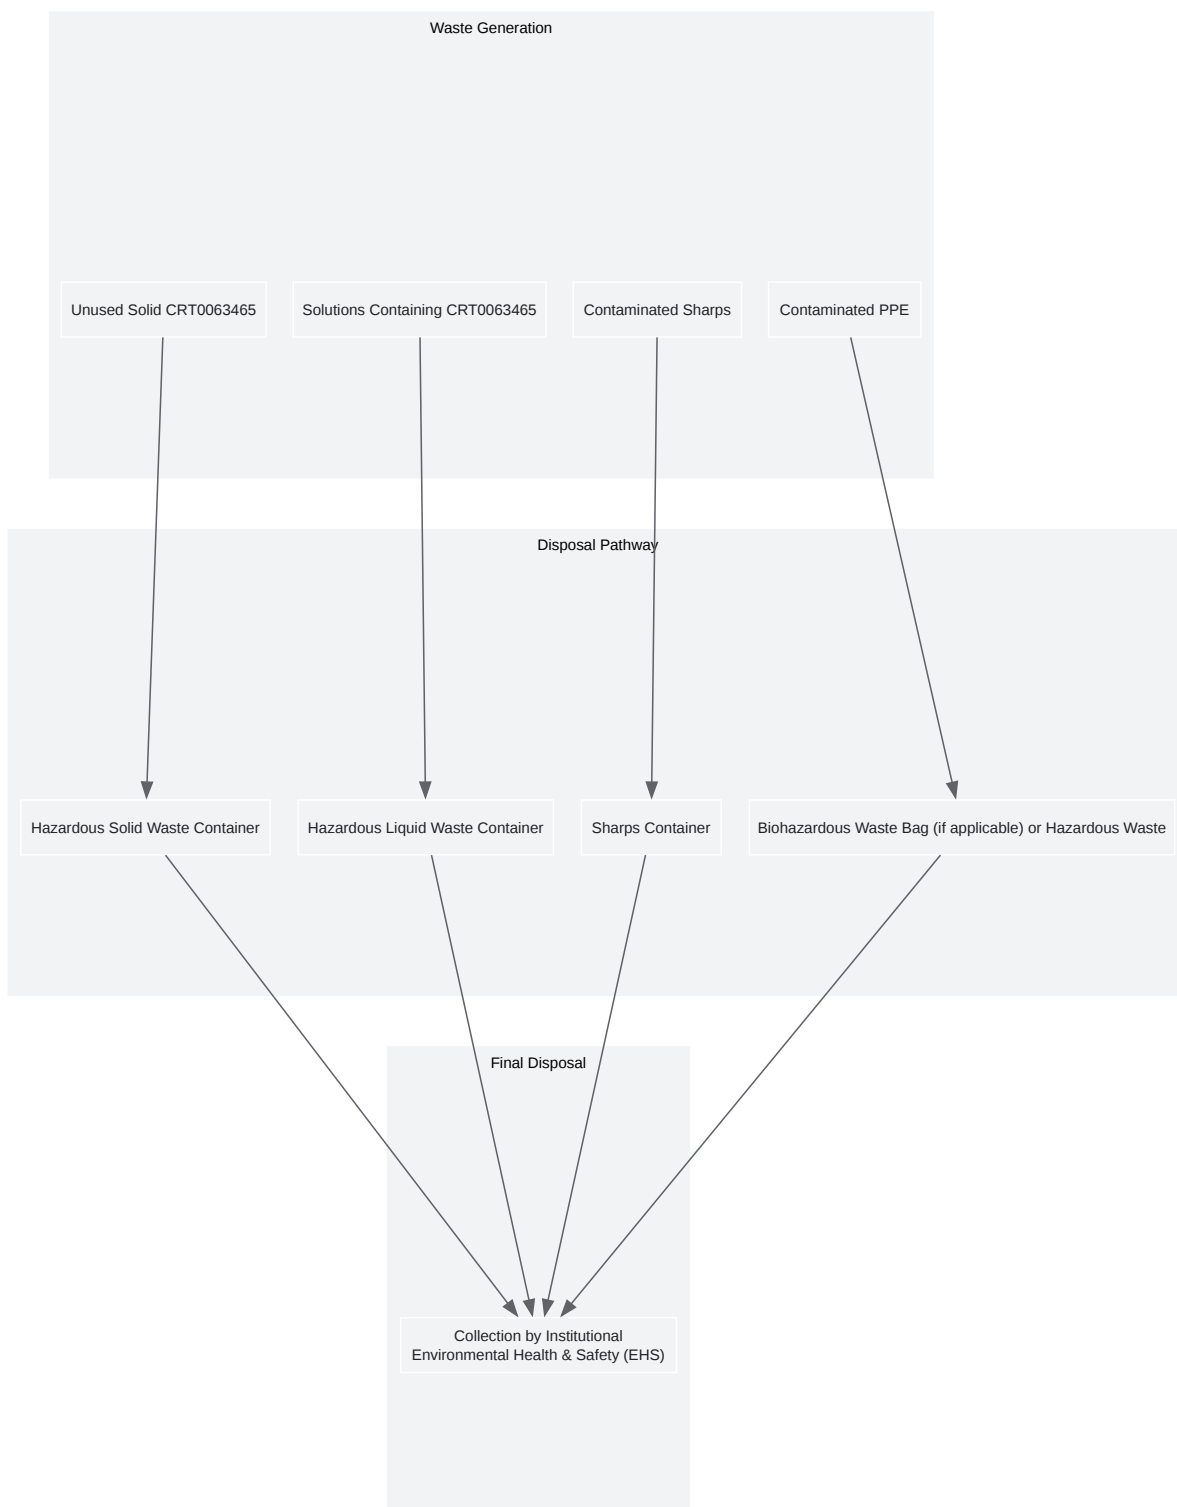 Waste Generation
Unused Solid CRT0063465
Solutions Containing CRT0063465
Contaminated Sharps
Contaminated PPE
Disposal Pathway
Hazardous Solid Waste Container
Hazardous Liquid Waste Container
Sharps Container
Biohazardous Waste Bag (if applicable) or Hazardous Waste
Final Disposal
Collection by Institutional
Environmental Health & Safety (EHS)